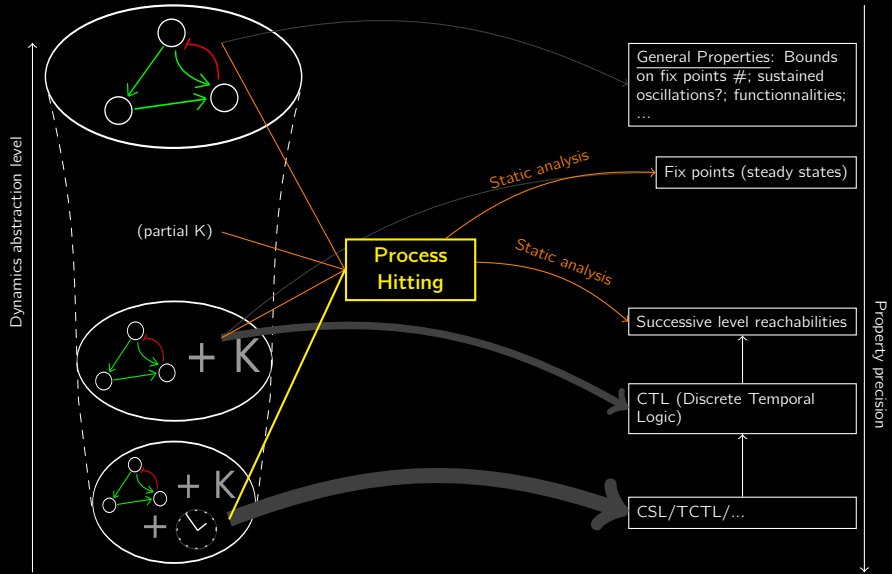 Dynamics abstraction level
General Properties: Bounds
on fix points #; sustained
oscillations?; functionnalities;
...
Static analysis
Fix points (steady states)
(partial K)
Process
Hitting
Static analysis
Successive level reachabilities
+ K
CTL (Discrete Temporal
Logic)
+ K
+
CSL/TCTL/...
Property precision